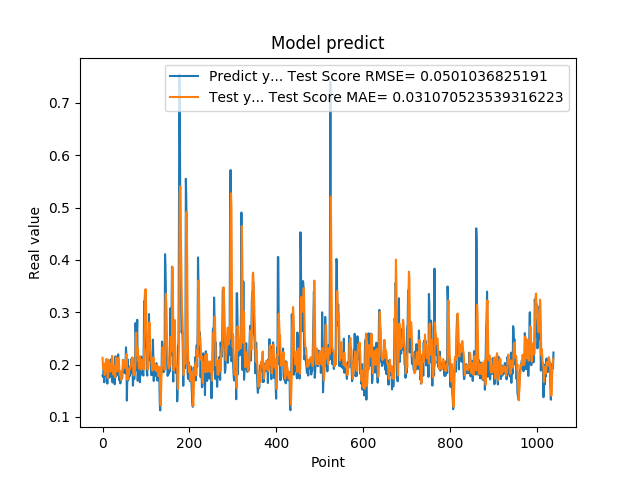 Model predict
Predict y... Test Score RMSE= 0.0501036825191
Test y... Test Score MAE= 0.031070523539316223
Real value
0.7
0.6
0.5
0.4
0.3
0.2
0.1
0 200 400 600 800 1000
Point